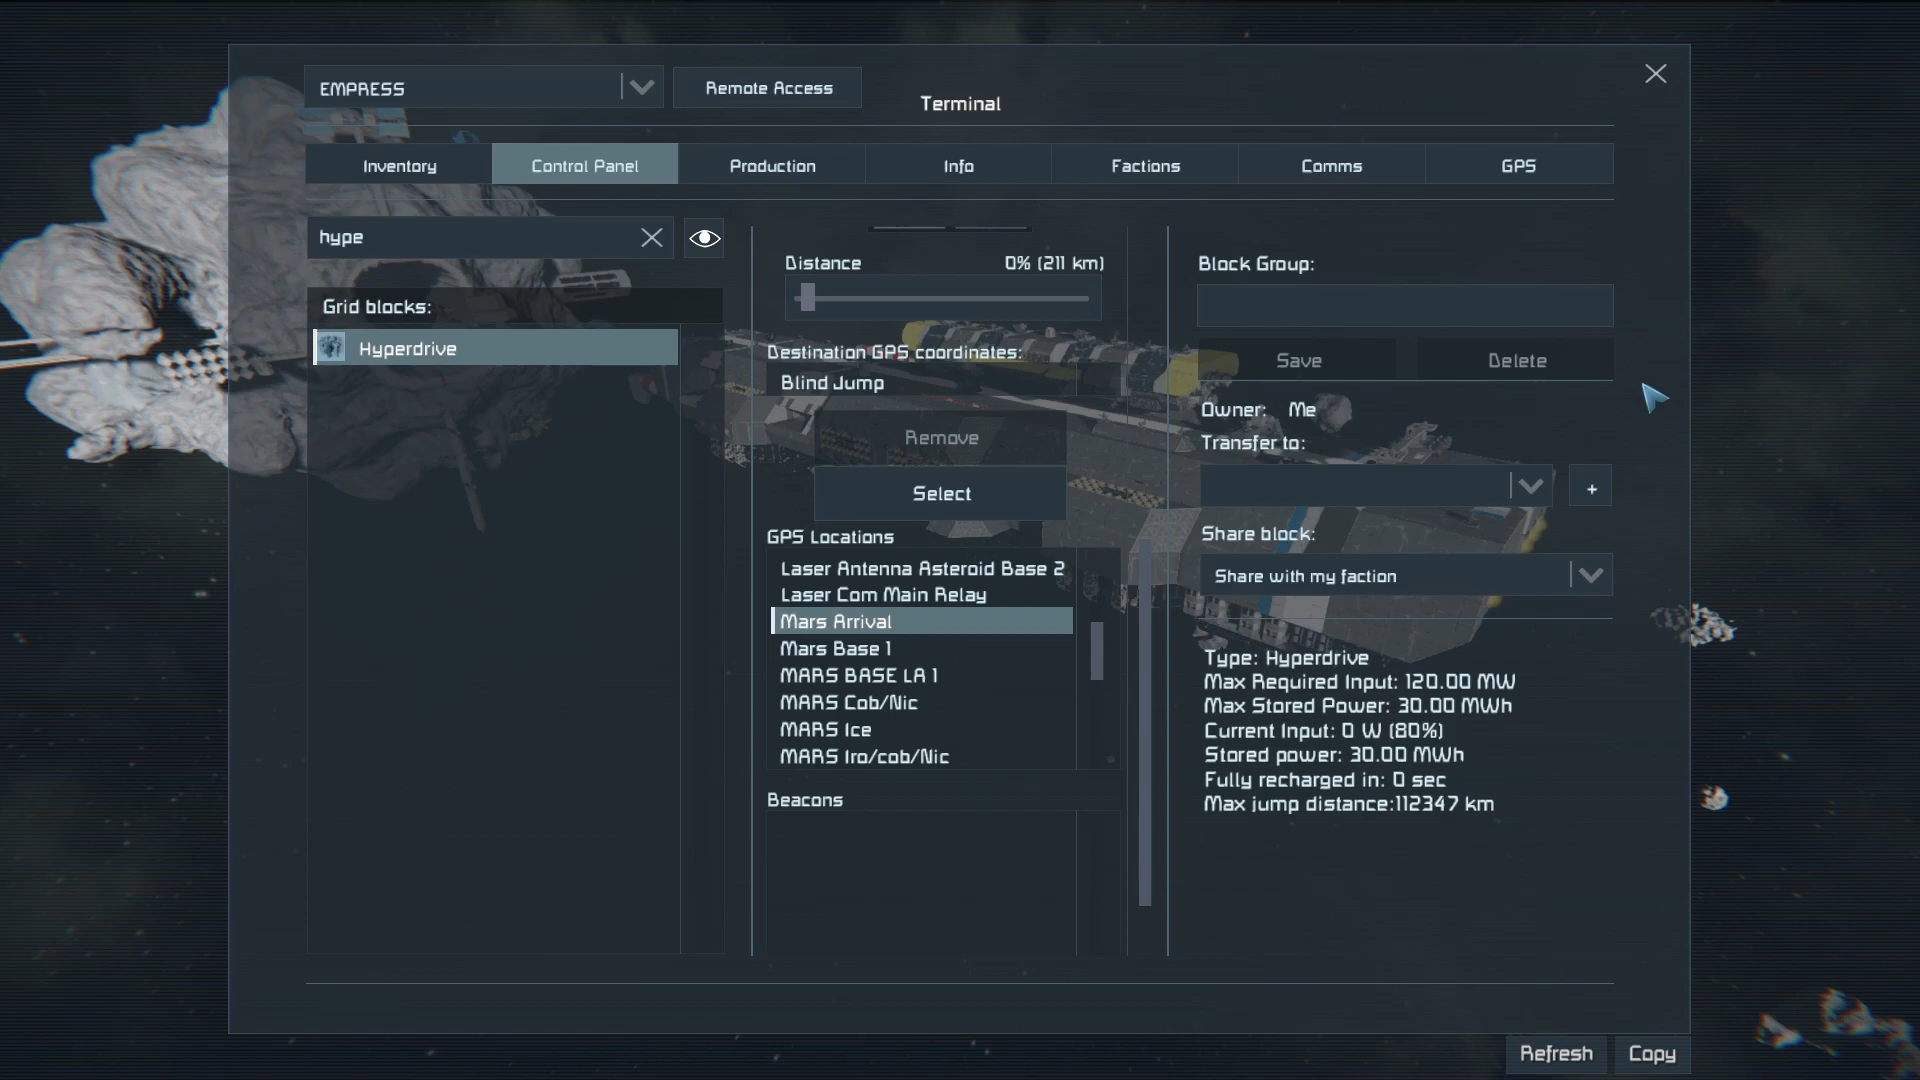 EMPRESS
Remote Access
Terminal
Inventory
Control Panel
Production
Info
Factions
Comms
GPS
hype
Grid blocks:
Hyperdrive
Distance
0% (211 km)
Destination GPS coordinates:
Blind Jump
Remove
Select
GPS Locations
Laser Antenna Asteroid Base 2
Laser Com Main Relay
Mars Arrival
Mars Base 1
MARS BASE LA 1
MARS Cob/Nic
MARS Ice
MARS Iro/cob/Nic
Beacons
Block Group:
Save
Delete
Owner: Me
Transfer to:
+
Share block:
Share with my faction
Type: Hyperdrive
Max Required Input: 120.00 MW
Max Stored Power: 30.00 MWh
Current Input: 0 W (80%)
Stored power: 30.00 MWh
Fully recharged in: 0 sec
Max jump distance:112347 km
Refresh
Copy